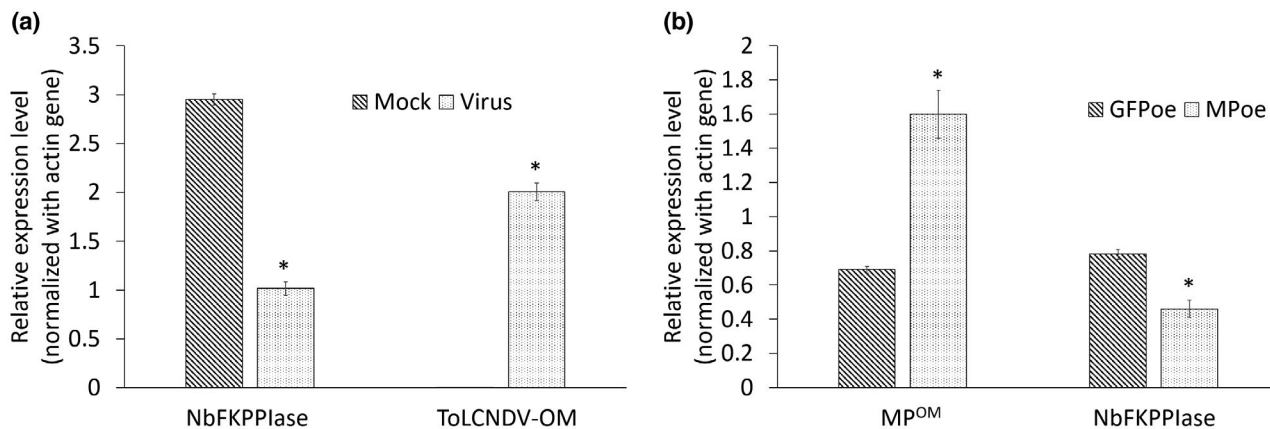 (a)
Relative expression level
(normalized with actin gene)
3.5
3
2.5
2
1.5
1
0.5
0
Mock Virus
*
*
NbFKPPIase ToLCNDV-OM
(b)
Relative expression level
(normalized with actin gene)
2
1.8
1.6
1.4
1.2
1
0.8
0.6
0.4
0.2
0
GFPoe MPoe
*
*
MP^OM NbFKPPIase